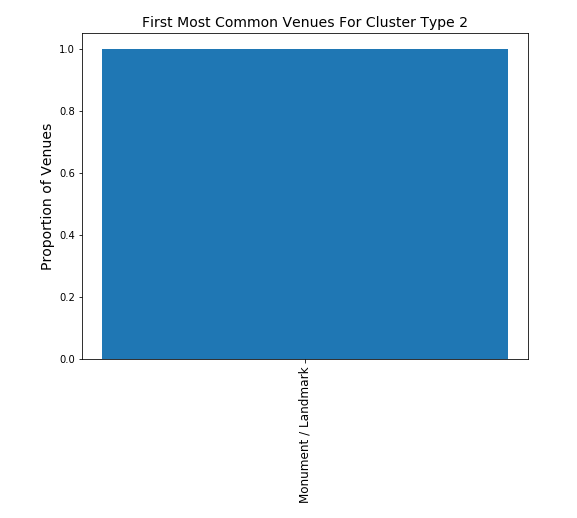 First Most Common Venues For Cluster Type 2
Proportion of Venues
1.0
0.8
0.6
0.4
0.2
0.0
Monument / Landmark